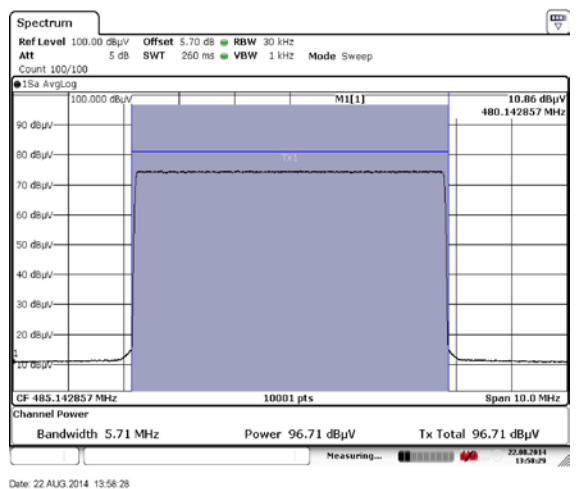 Spectrum
Ref Level 100.00 dBµV Offset 5.70 dB RBW 30 kHz
Att 5 dB SWT 260 ms VBW 1 kHz Mode Sweep
Count 100/100
1Sa AvgLog
100.000 dBµV M1[1] 10.86 dBµV
480.142857 MHz
90 dBµV
80 dBµV
TX1
70 dBµV
60 dBµV
50 dBµV
40 dBµV
30 dBµV
20 dBµV
1
10 dBµV
CF 485.142857 MHz 10001 pts Span 10.0 MHz
Channel Power
Bandwidth 5.71 MHz Power 96.71 dBµV Tx Total 96.71 dBµV
Measuring... 22.08.2014
13:58:29
Date: 22.AUG.2014 13:58:28